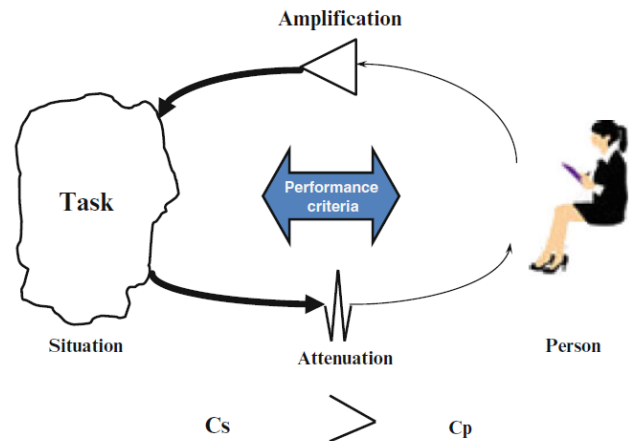 Amplification
Task
Performance
criteria
Situation
Attenuation
Person
Cs > Cp